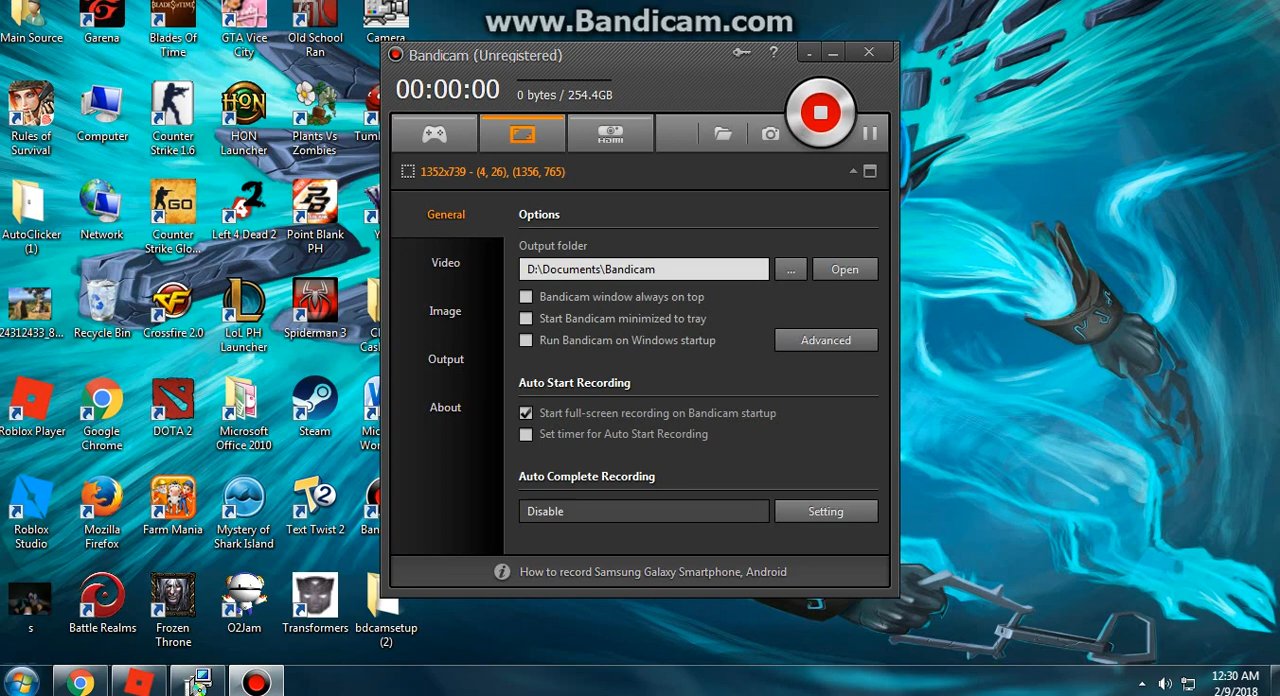 www.Bandicam.com
Main Source
Garena
Blades Of
Time
GTA Vice
City
Old School
Ran
Camera
Bandicam (Unregistered)
?
00:00:00
0 bytes / 254.4GB
HDMI
1352x739 - (4, 26), (1356, 765)
General
Video
Image
Output
About
Options
Output folder
D:\Documents\Bandicam
...
Open
Bandicam window always on top
Start Bandicam minimized to tray
Run Bandicam on Windows startup
Advanced
Auto Start Recording
Start full-screen recording on Bandicam startup
Set timer for Auto Start Recording
Auto Complete Recording
Disable
Setting
How to record Samsung Galaxy Smartphone, Android
Rules of
Survival
Computer
Counter
Strike 1.6
HON
HON
Launcher
Plants Vs
Zombies
Tuml
AutoClicker
(1)
Network
GO
Counter
Strike Glo...
Left 4 Dead 2
Point Blank
PH
24312433_8...
Recycle Bin
Crossfire 2.0
LoL PH
Launcher
Spiderman 3
Roblox Player
Google
Chrome
DOTA 2
Microsoft
Office 2010
Steam
Roblox
Studio
Mozilla
Firefox
Farm Mania
Mystery of
Shark Island
Text Twist 2
s
Battle Realms
Frozen
Throne
O2Jam
Transformers
bdcamsetup
(2)
12:30 AM
2/9/2018